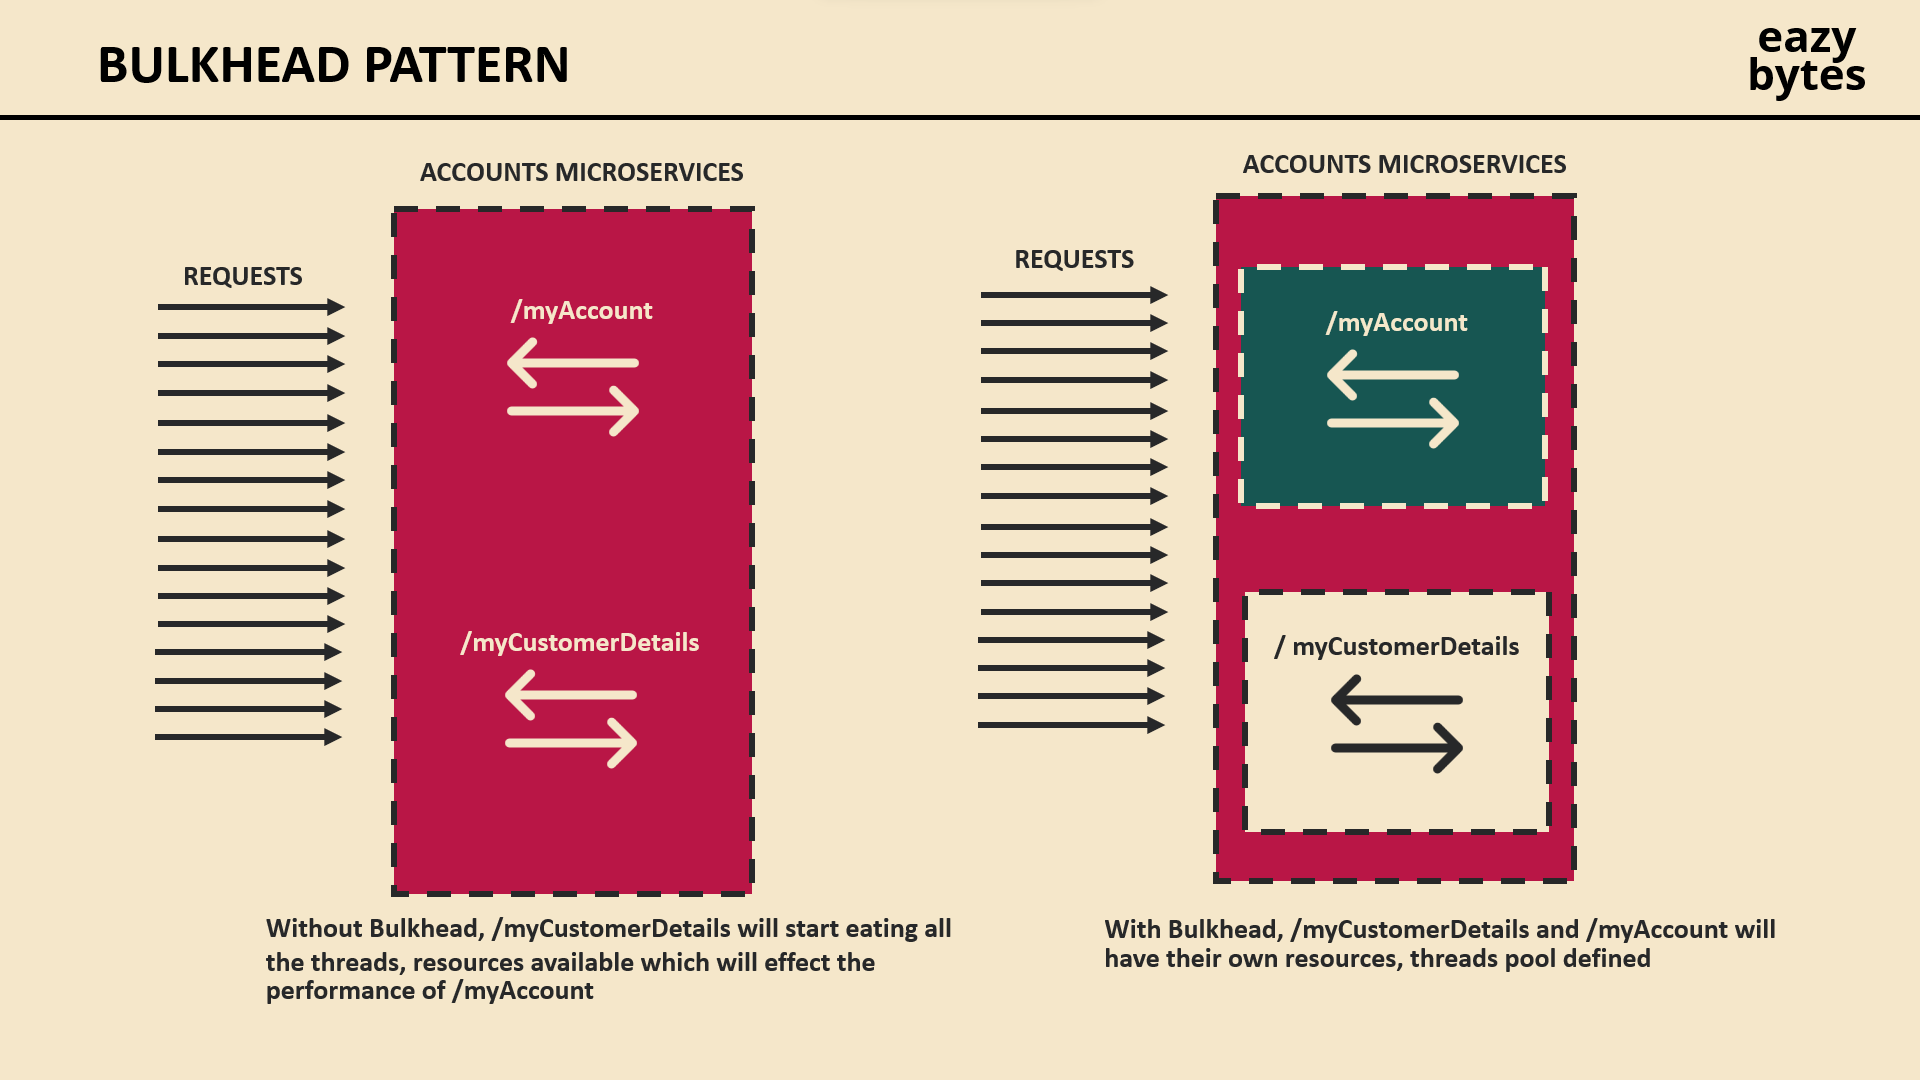 BULKHEAD PATTERN
eazy
bytes
ACCOUNTS MICROSERVICES
REQUESTS
/myAccount
/myCustomerDetails
Without Bulkhead, /myCustomerDetails will start eating all
the threads, resources available which will effect the
performance of /myAccount
ACCOUNTS MICROSERVICES
REQUESTS
/myAccount
/ myCustomerDetails
With Bulkhead, /myCustomerDetails and /myAccount will
have their own resources, threads pool defined